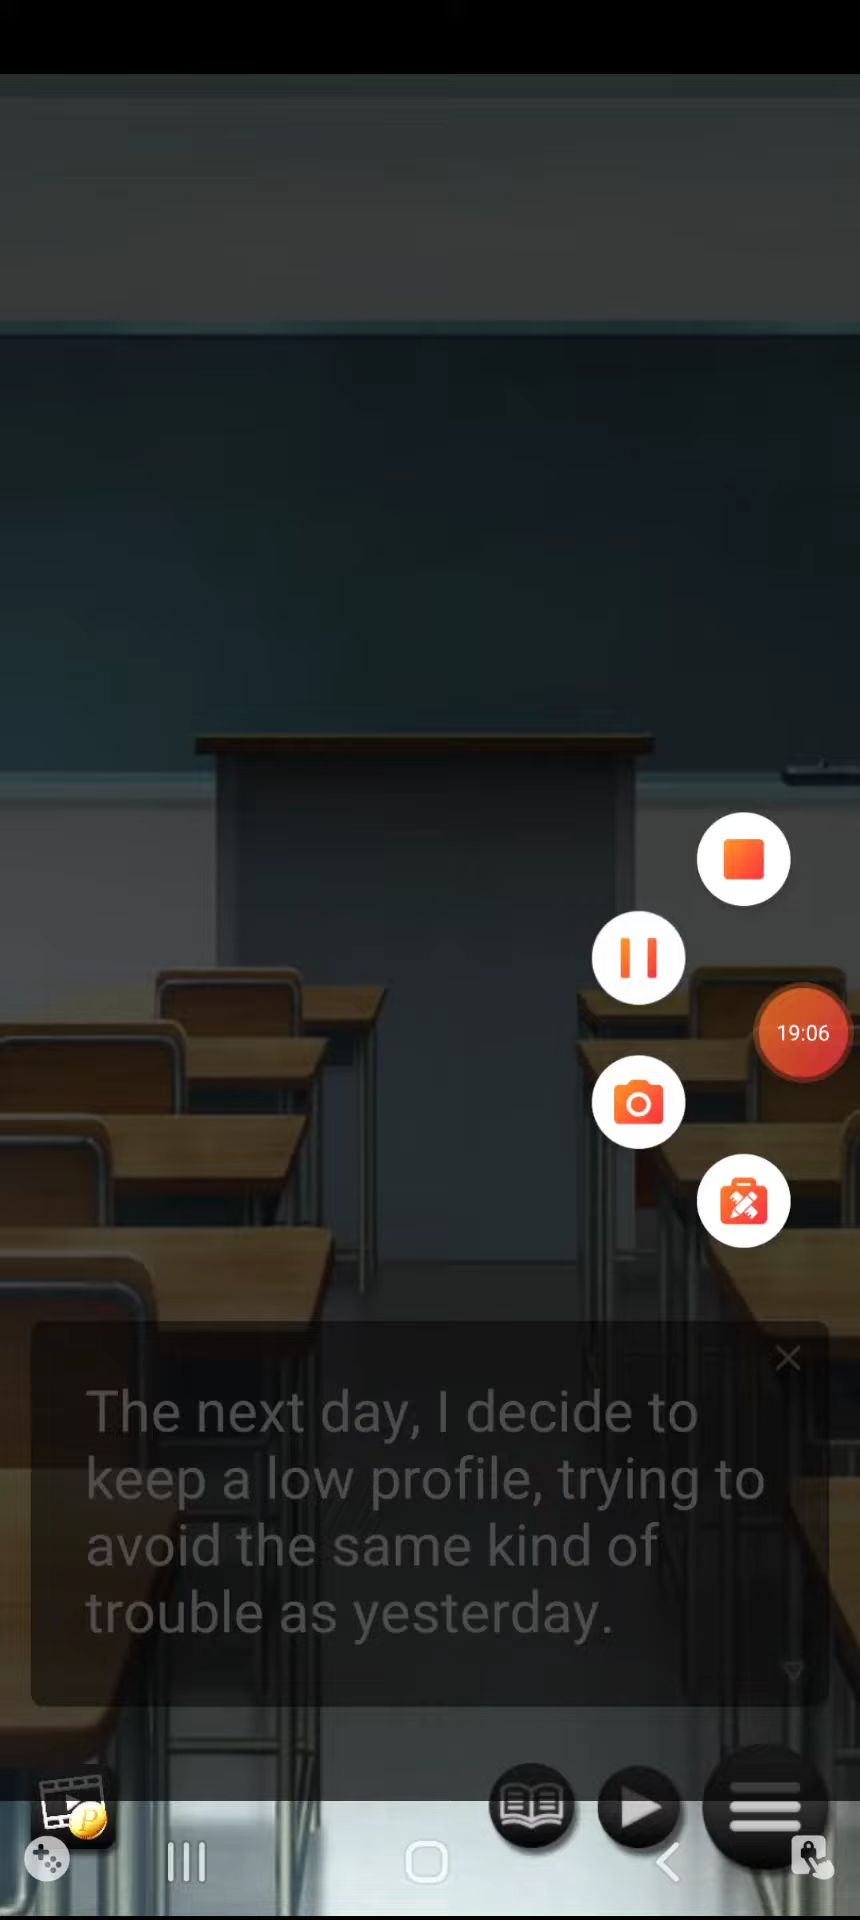 19:06
The next day, I decide to
keep a low profile, trying to
avoid the same kind of
trouble as yesterday.
P